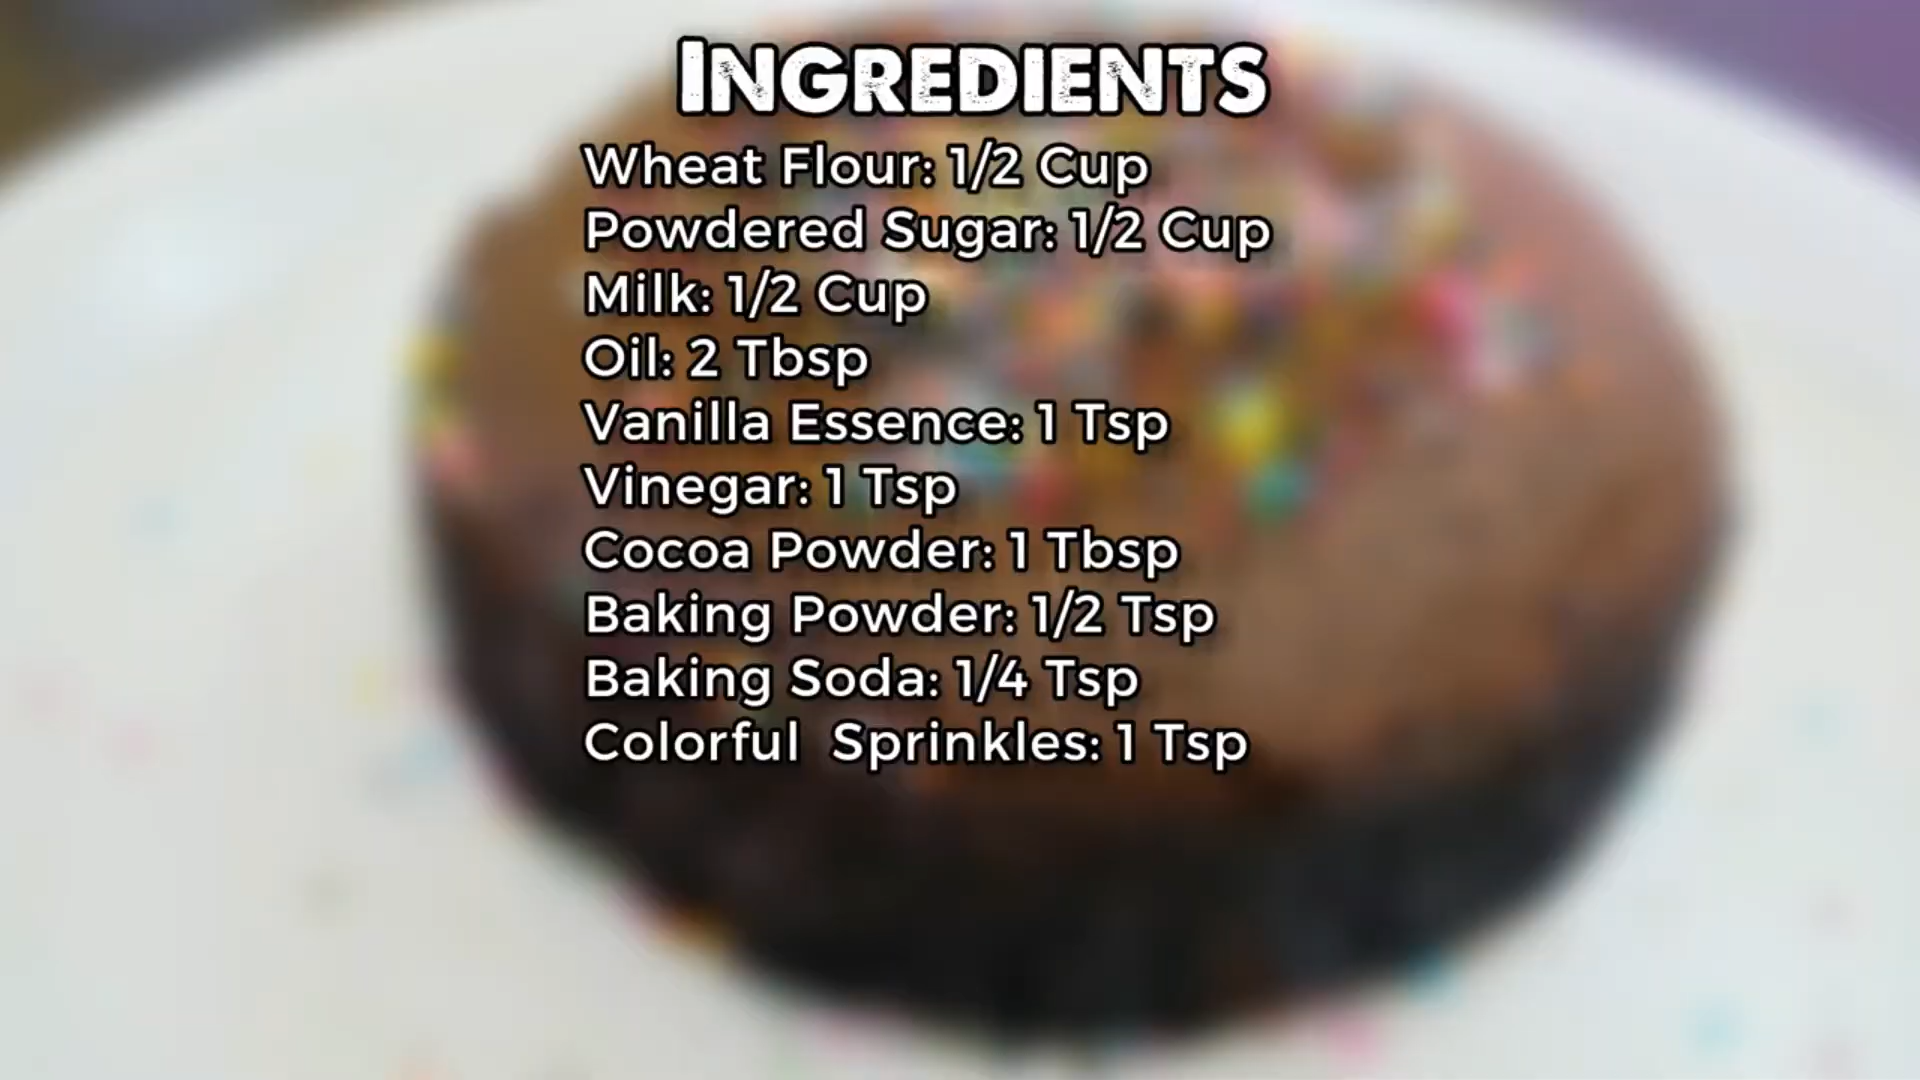 INGREDIENTS
Wheat Flour: 1/2 Cup
Powdered Sugar: 1/2 Cup
Milk: 1/2 Cup
Oil: 2 Tbsp
Vanilla Essence: 1 Tsp
Vinegar: 1 Tsp
Cocoa Powder: 1 Tbsp
Baking Powder: 1/2 Tsp
Baking Soda: 1/4 Tsp
Colorful Sprinkles: 1 Tsp